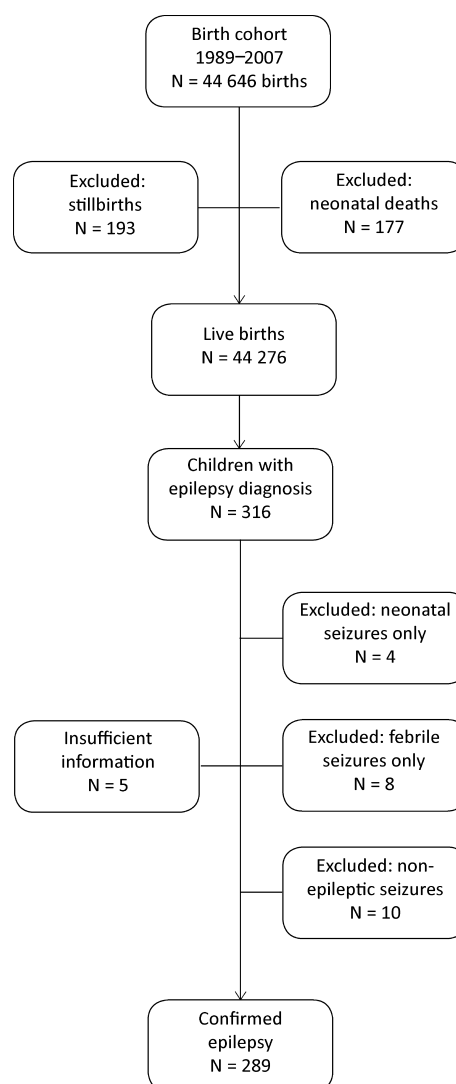 Birth cohort
1989–2007
N = 44 646 births
Excluded:
stillbirths
N = 193
Excluded:
neonatal deaths
N = 177
Live births
N = 44 276
Children with
epilepsy diagnosis
N = 316
Excluded: neonatal
seizures only
N = 4
Insufficient
information
N = 5
Excluded: febrile
seizures only
N = 8
Excluded: non-
epileptic seizures
N = 10
Confirmed
epilepsy
N = 289